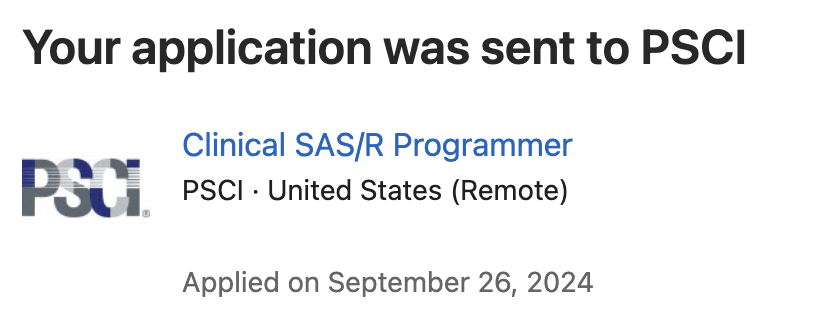 Your application was sent to PSCI
Clinical SAS/R Programmer
PSCi®
PSCI · United States (Remote)
Applied on September 26, 2024